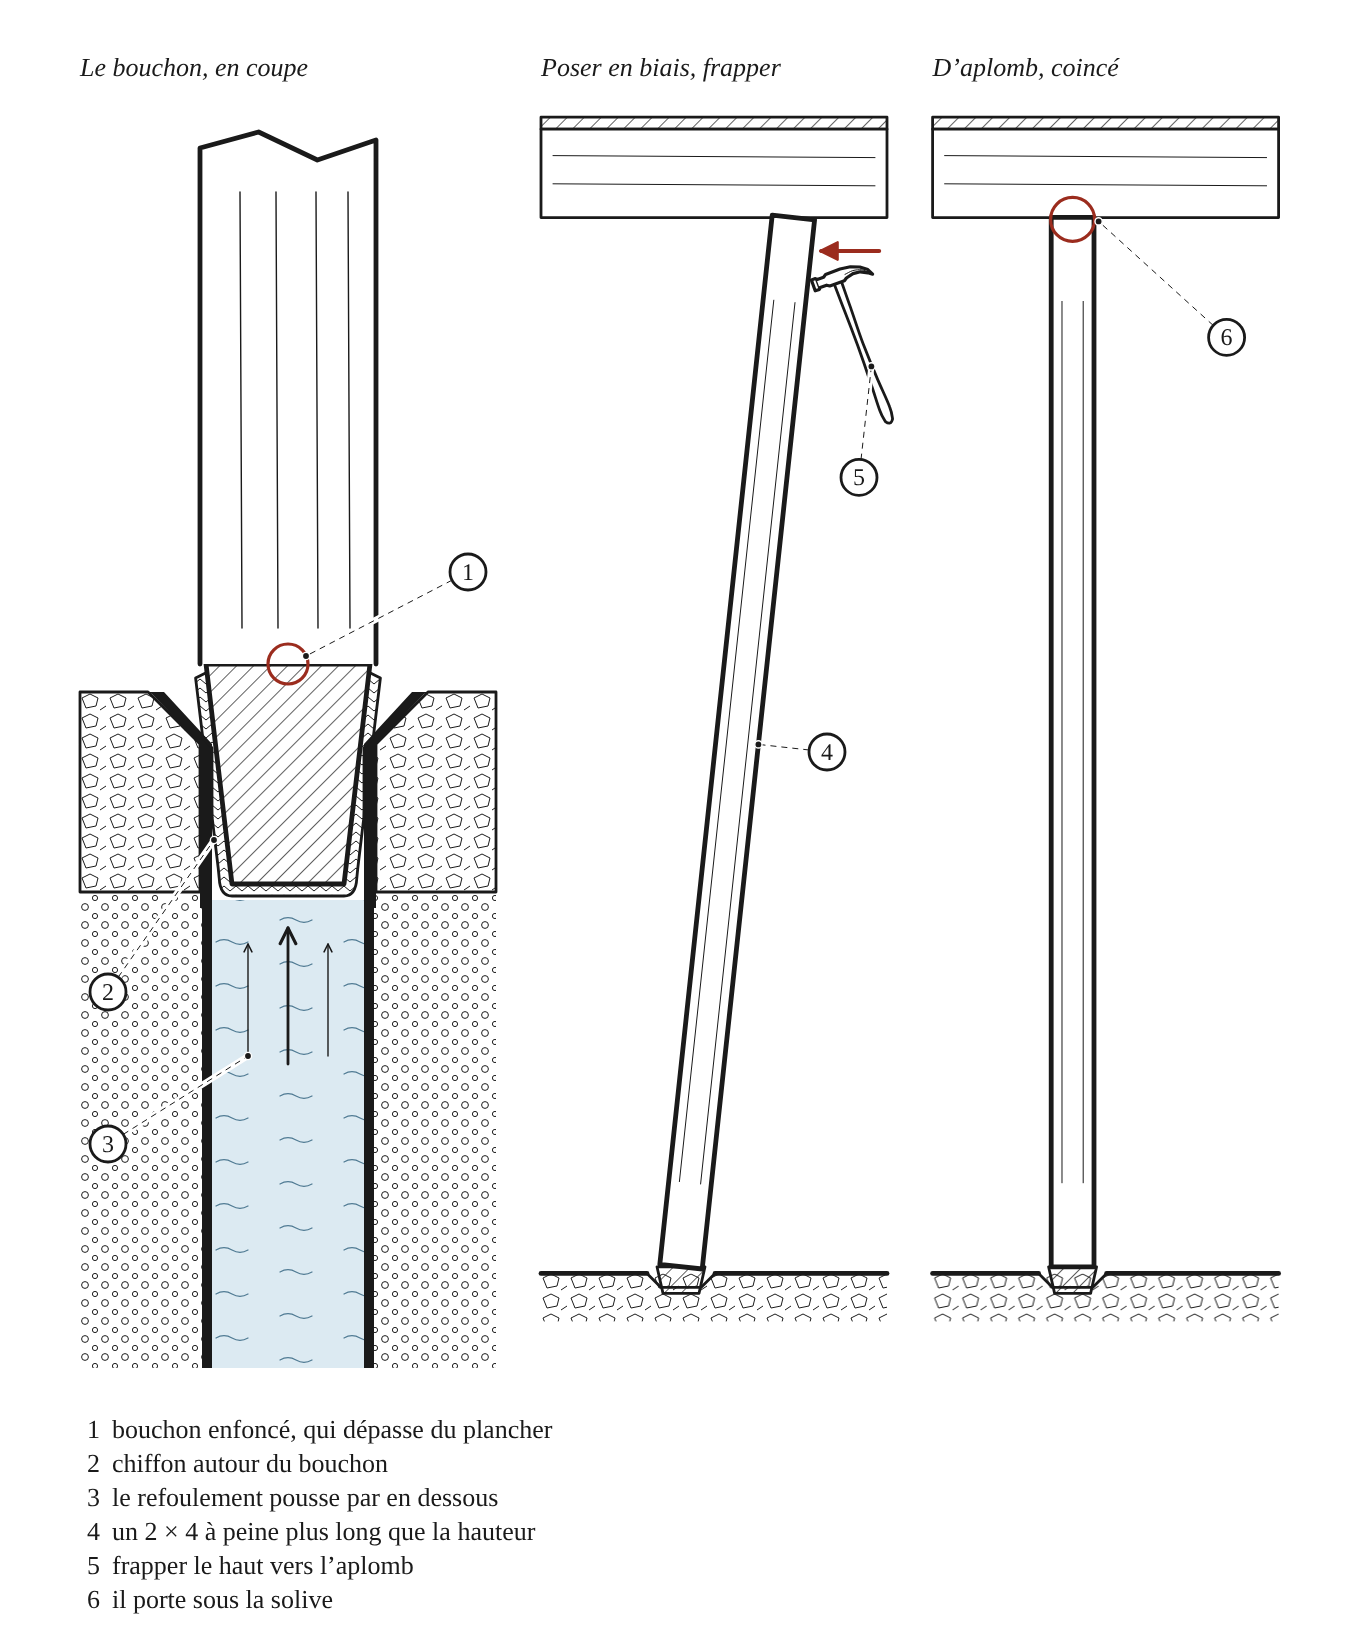 Le bouchon, en coupe
Poser en biais, frapper
D’aplomb, coincé
6
5
1
4
2
3
1 bouchon enfoncé, qui dépasse du plancher
2 chiffon autour du bouchon
3 le refoulement pousse par en dessous
4 un 2 × 4 à peine plus long que la hauteur
5 frapper le haut vers l’aplomb
6 il porte sous la solive